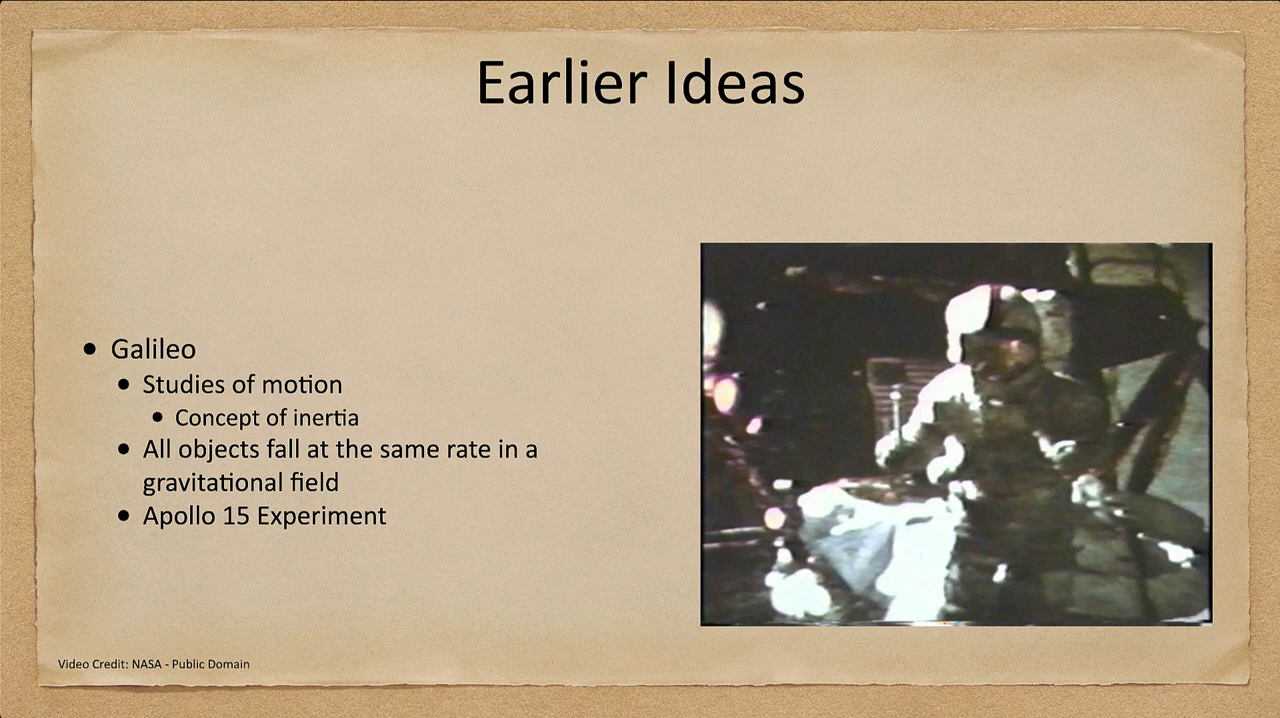 Earlier Ideas
Galileo
Studies of motion
Concept of inertia
All objects fall at the same rate in a
gravitational field
Apollo 15 Experiment
Video Credit: NASA - Public Domain